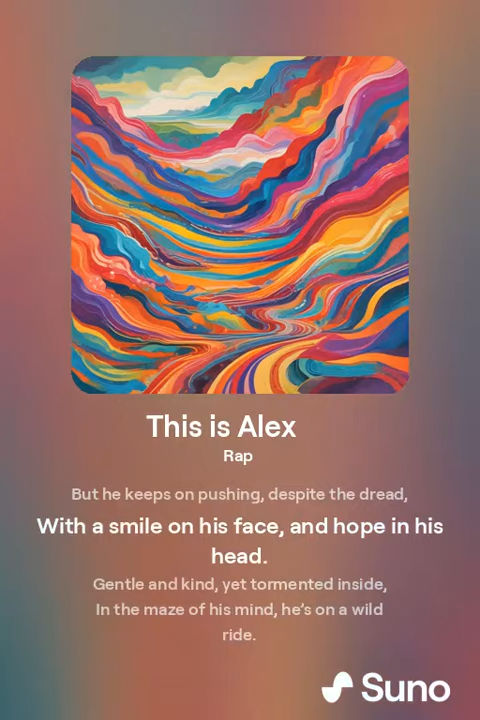 This is Alex
Rap
But he keeps on pushing, despite the dread,
With a smile on his face, and hope in his
head.
Gentle and kind, yet tormented inside,
In the maze of his mind, he’s on a wild
ride.
Suno